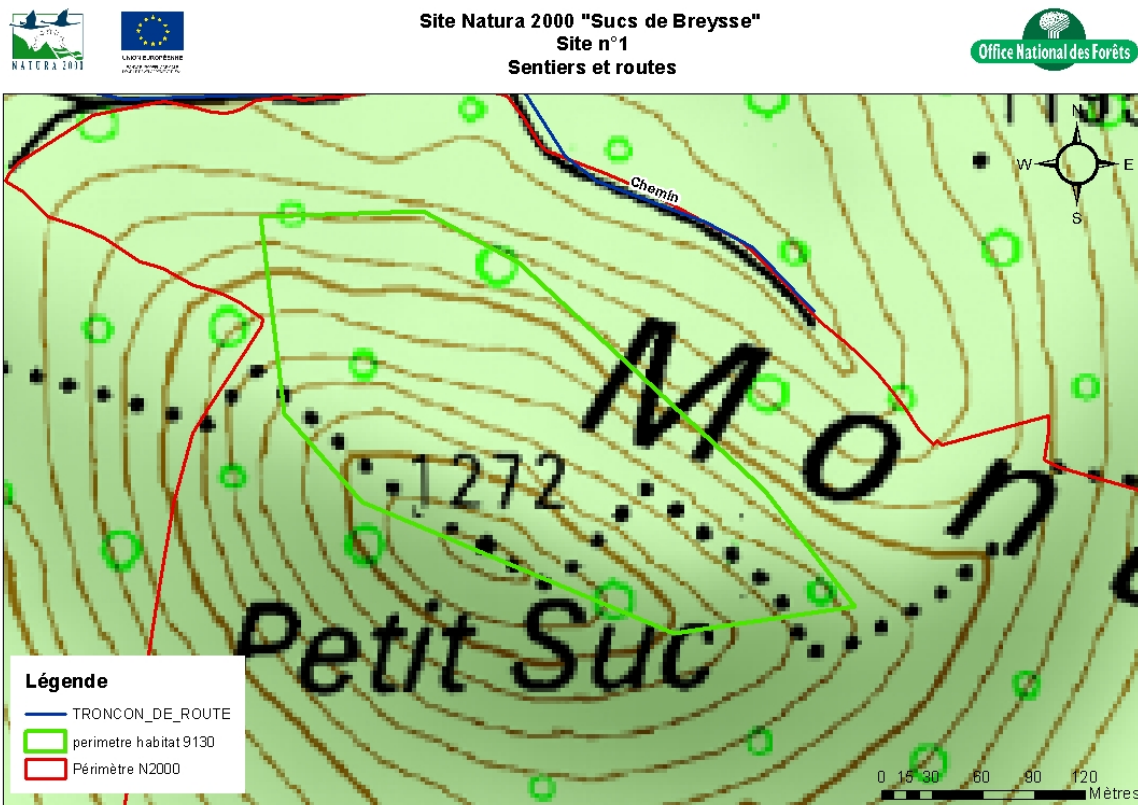 Site Natura 2000 "Sucs de Breysse"
Site n°1
Sentiers et routes
NATURA 2000
UNION EUROPÉENNE
Office National des Forêts
N
W
E
S
Chemin
Mon
1272
Petit Suc
Légende
TRONCON_DE_ROUTE
perimetre habitat 9130
Périmètre N2000
0 15 30 60 90 120
Mètres